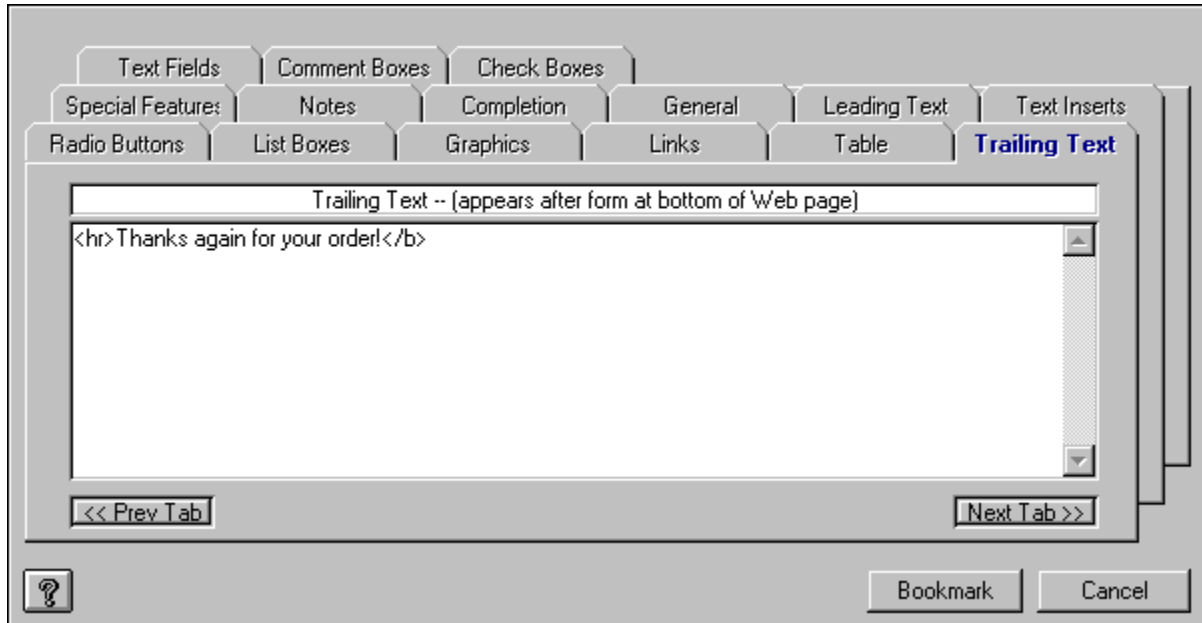 Text Fields Comment Boxes Check Boxes
Special Features Notes Completion General Leading Text Text Inserts
Radio Buttons List Boxes Graphics Links Table Trailing Text
Trailing Text -- (appears after form at bottom of Web page)
<hr>Thanks again for your order!</b>
<< Prev Tab Next Tab >>
? Bookmark Cancel